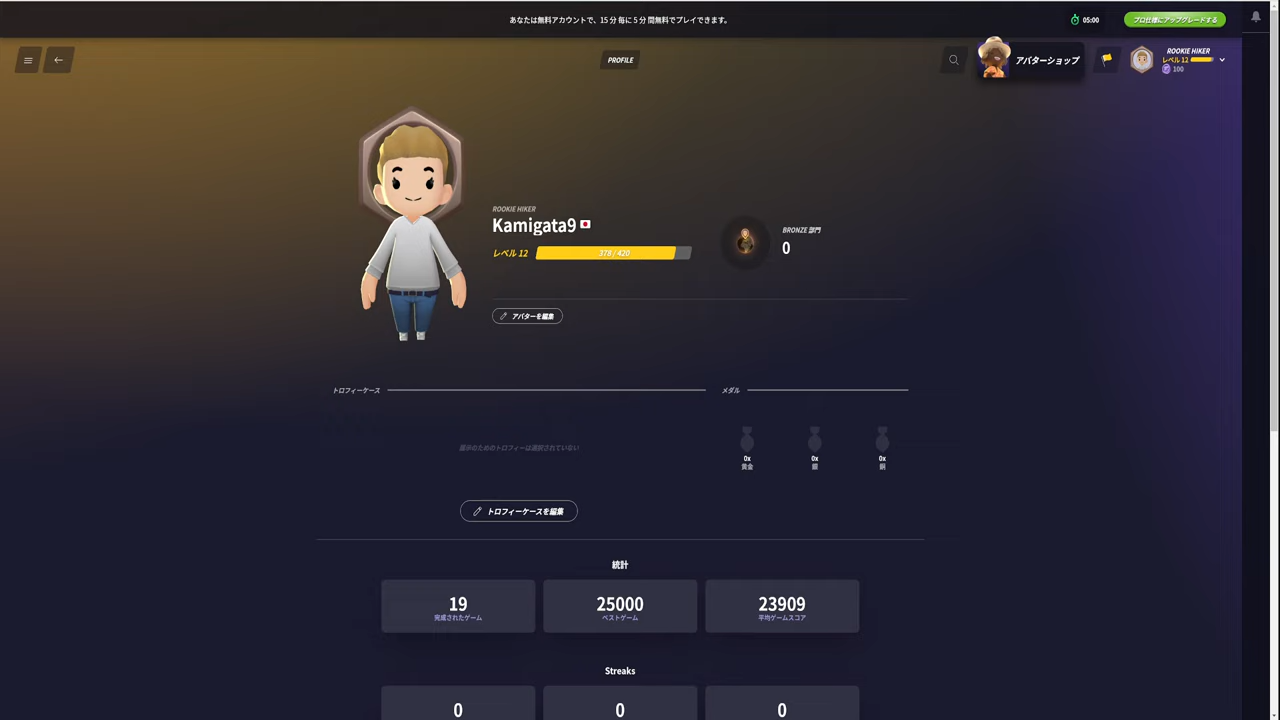 あなたは無料アカウントで、15 分 毎に 5 分 間無料でプレイできます。
05:00
プロ仕様にアップグレードする
PROFILE
アバターショップ
ROOKIE HIKER
レベル 12
100
ROOKIE HIKER
Kamigata9
レベル 12
378 / 420
BRONZE 部門
0
アバターを編集
トロフィーケース
メダル
提示のためのトロフィーは選択されていない
0x
黄金
0x
銀
0x
銅
トロフィーケースを編集
統計
19
完成されたゲーム
25000
ベストゲーム
23909
平均ゲームスコア
Streaks
0
0
0